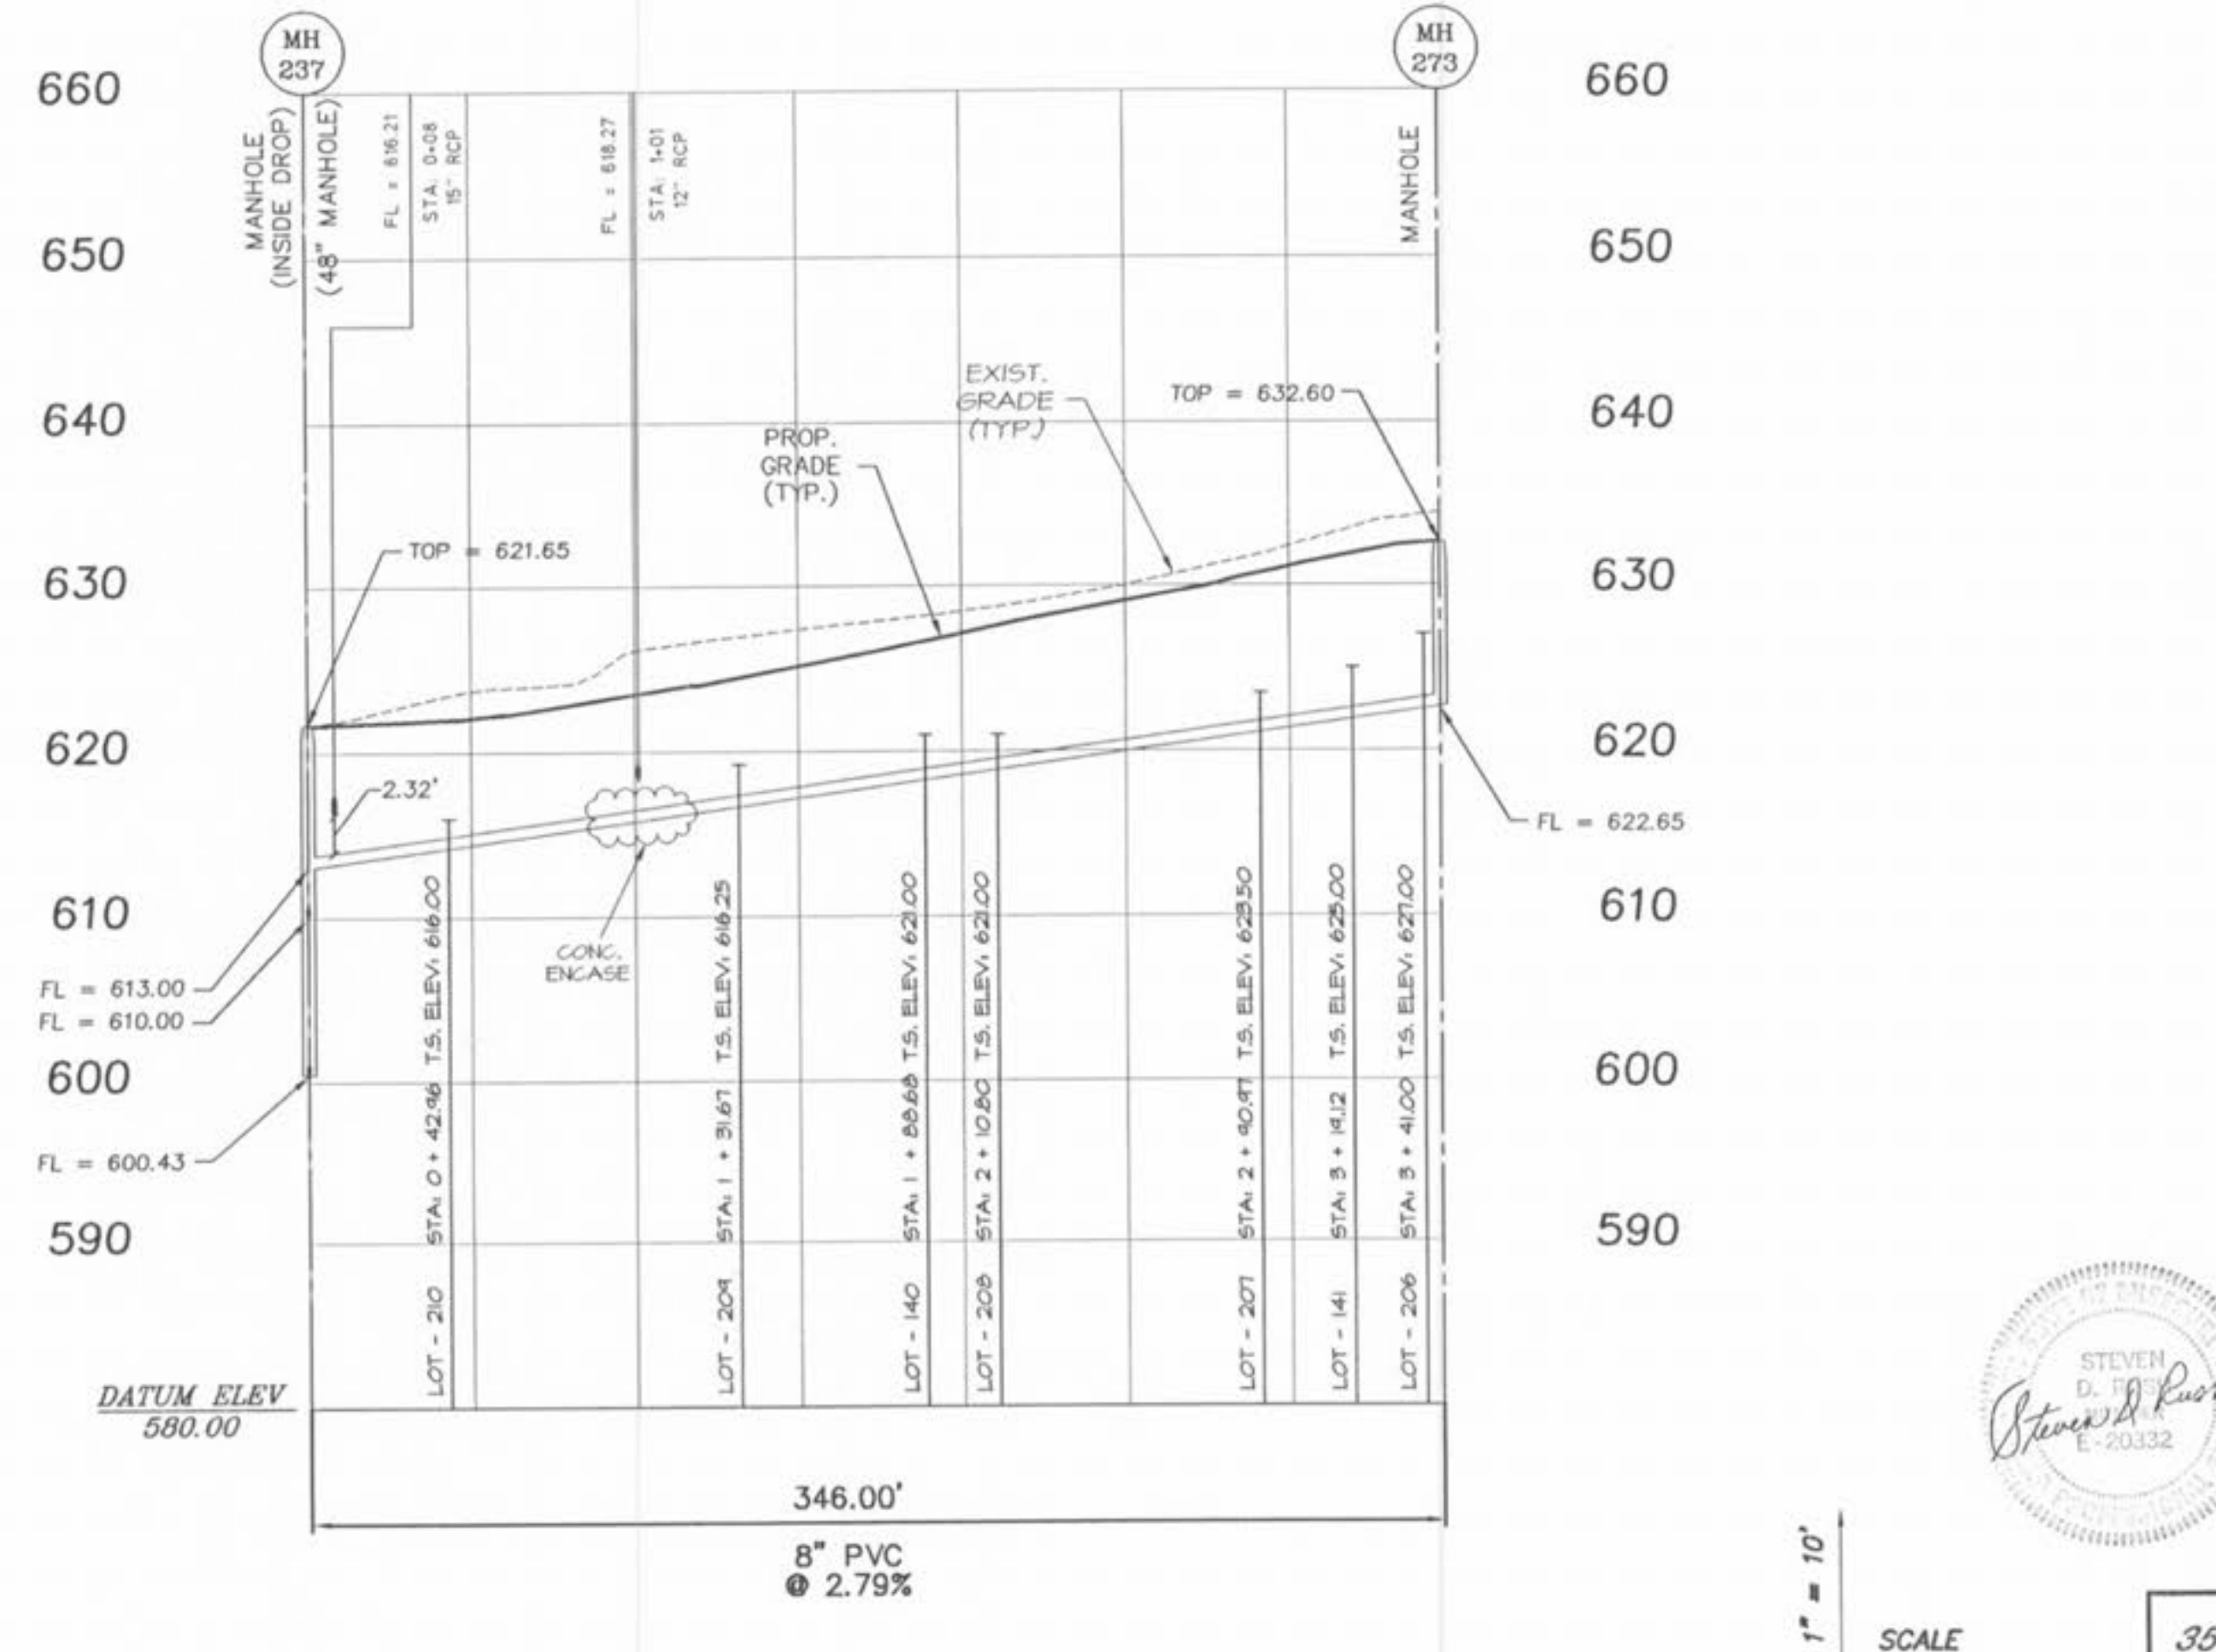 MH
237
MH
273
660
650
640
630
620
610
600
590
660
650
640
630
620
610
600
590
MANHOLE
(INSIDE DROP)
(48" MANHOLE)
FL = 616.21
STA: 0+08
15" RCP
FL = 618.27
STA: 1+01
12" RCP
MANHOLE
EXIST.
GRADE
(TYP.)
TOP = 632.60
PROP.
GRADE
(TYP.)
TOP = 621.65
2.32'
FL = 622.65
CONC.
ENCASE
FL = 613.00
FL = 610.00
FL = 600.43
LOT - 210 STA: 0 + 42.96 T.S. ELEV: 616.00
LOT - 209 STA: 1 + 31.67 T.S. ELEV: 616.25
LOT - 140 STA: 1 + 88.68 T.S. ELEV: 621.00
LOT - 208 STA: 2 + 10.80 T.S. ELEV: 621.00
LOT - 207 STA: 2 + 90.97 T.S. ELEV: 623.50
LOT - 141 STA: 3 + 14.12 T.S. ELEV: 625.00
LOT - 206 STA: 3 + 41.00 T.S. ELEV: 627.00
DATUM ELEV
580.00
346.00'
8" PVC
@ 2.79%
STEVEN
D.
E-20332
Steven D Rush
1" = 10'
SCALE
35